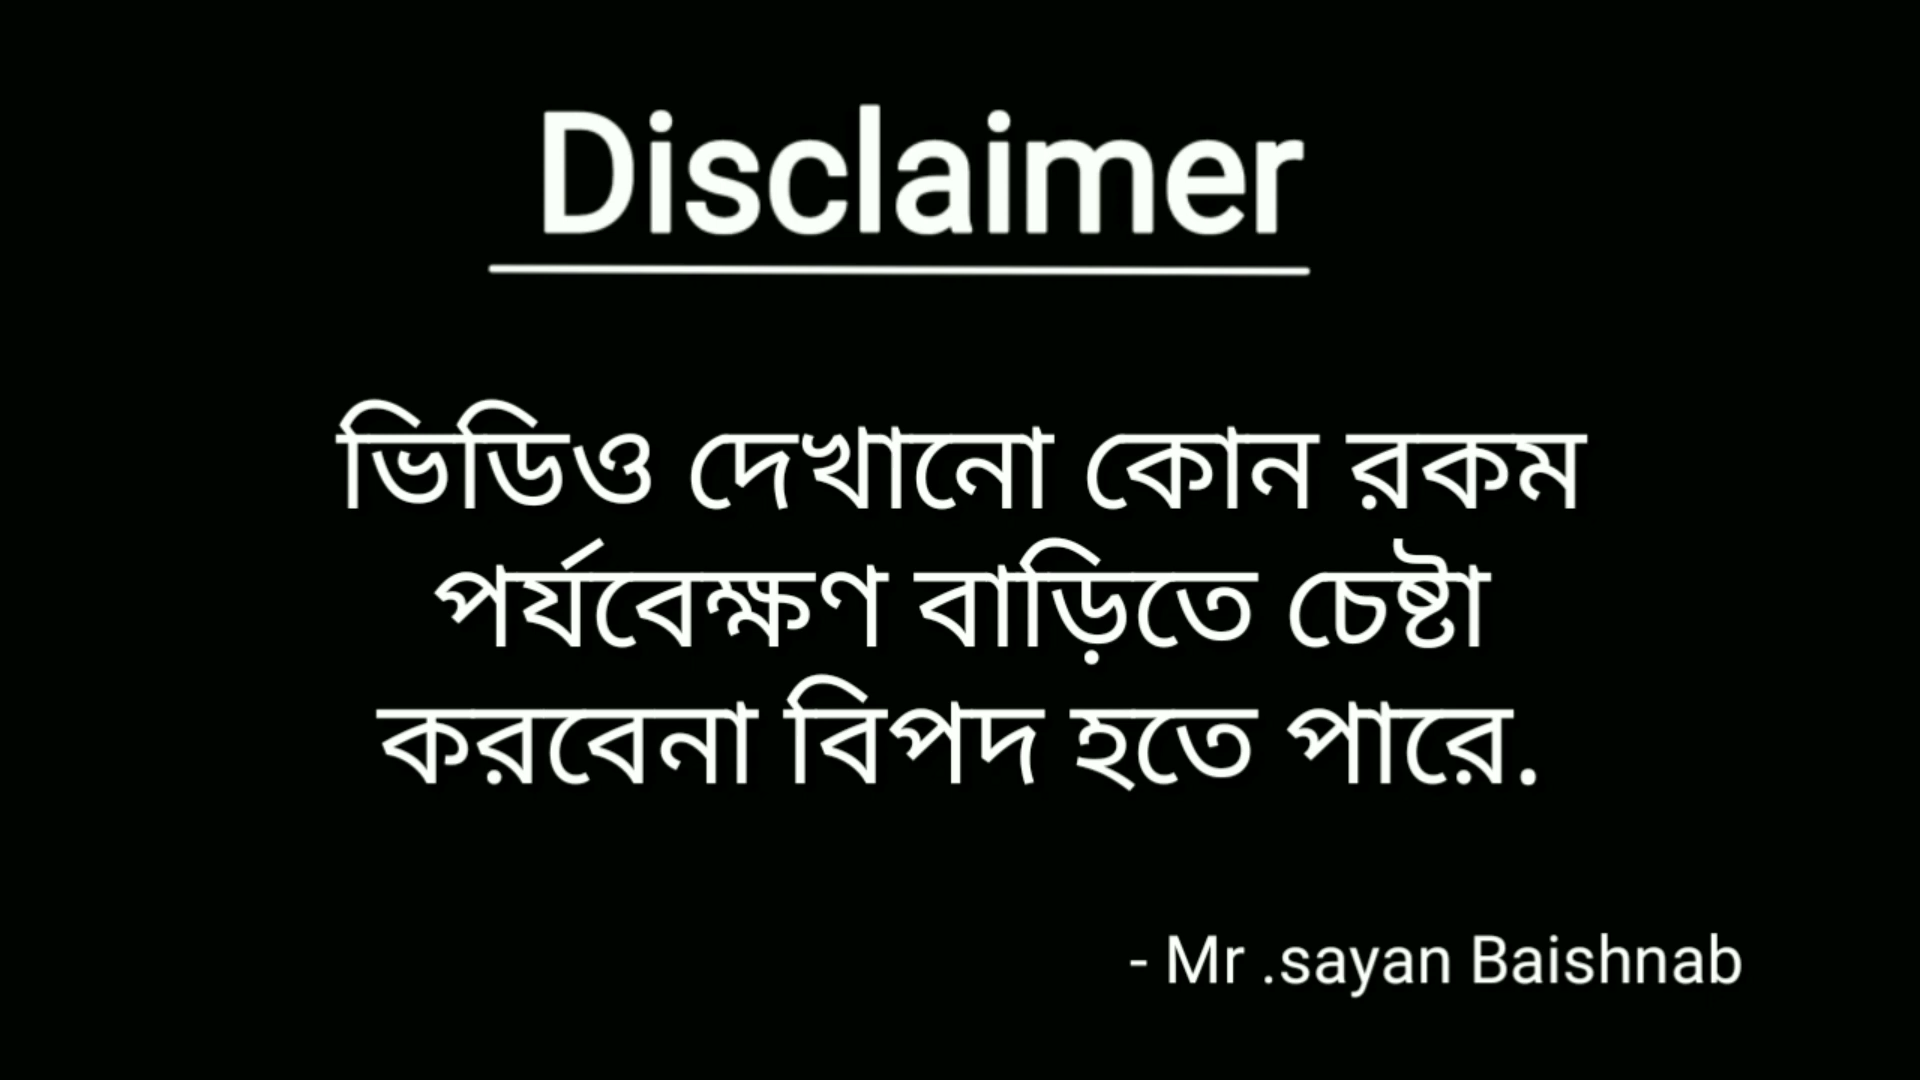 Disclaimer
ভিডিও দেখানো কোন রকম
পর্যবেক্ষণ বাড়িতে চেষ্টা
করবেনা বিপদ হতে পারে.
- Mr .sayan Baishnab